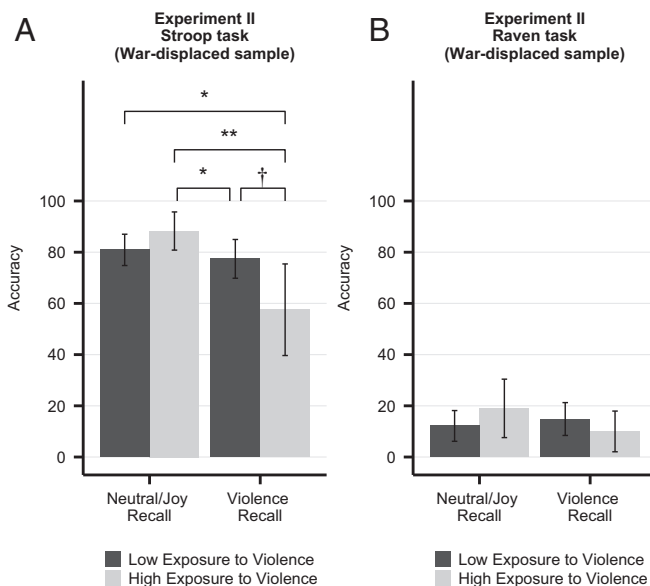 A
Experiment II
Stroop task
(War-displaced sample)
*
**
*
†
100
80
60
40
20
0
Accuracy
Neutral/Joy
Recall
Violence
Recall
Low Exposure to Violence
High Exposure to Violence
B
Experiment II
Raven task
(War-displaced sample)
100
80
60
40
20
0
Accuracy
Neutral/Joy
Recall
Violence
Recall
Low Exposure to Violence
High Exposure to Violence